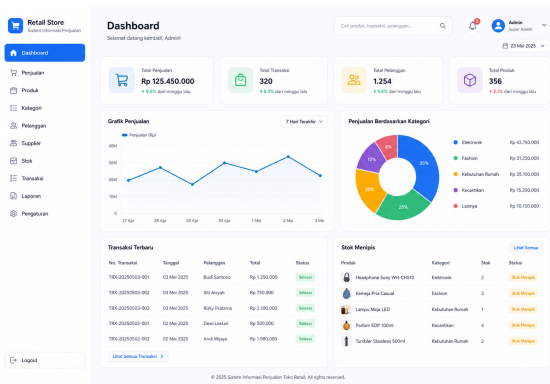 Retail Store
Sistem Informasi Penjualan
Dashboard
Penjualan
Produk
Kategori
Pelanggan
Supplier
Stok
Transaksi
Laporan
Pengaturan
Logout
Dashboard
Selamat datang kembali, Admin!
Cari produk, transaksi, pelanggan...
Admin
Super Admin
23 Mei 2025
Total Penjualan
Rp 125.450.000
Total Transaksi
320
Total Pelanggan
1.254
Total Produk
356
dari minggu lalu
dari minggu lalu
dari minggu lalu
dari minggu lalu
Grafik Penjualan
7 Hari Terakhir
Penjualan (Rp)
40M
30M
20M
10M
0
27 Apr 28 Apr 29 Apr 30 Apr 1 Mei 2 Mei 3 Mei
Penjualan Berdasarkan Kategori
35%
25%
20%
12%
8%
Elektronik Rp 43.750.000
Fashion Rp 31.250.000
Kebutuhan Rumah Rp 25.100.000
Kecantikan Rp 15.200.000
Lainnya Rp 10.150.000
Transaksi Terbaru
No. Transaksi Tanggal Pelanggan Total Status
TRX-20250503-001 03 Mei 2025 Budi Santoso Rp 1.250.000 Selesai
TRX-20250503-002 03 Mei 2025 Siti Aisyah Rp 750.000 Selesai
TRX-20250503-003 03 Mei 2025 Rizky Pratama Rp 2.100.000 Selesai
TRX-20250502-001 02 Mei 2025 Dewi Lestari Rp 500.000 Selesai
TRX-20250502-002 02 Mei 2025 Andi Wijaya Rp 1.980.000 Selesai
Lihat Semua Transaksi
Stok Menipis
Lihat Semua
Produk Kategori Stok Status
Headphone Sony WH-CH510 Elektronik 2 Stok Menipis
Kemeja Pria Casual Fashion 3 Stok Menipis
Lampu Meja LED Kebutuhan Rumah 1 Stok Menipis
Parfum EDP 100ml Kecantikan 4 Stok Menipis
Tumbler Stainless 500ml Kebutuhan Rumah 2 Stok Menipis
© 2025 Sistem Informasi Penjualan Toko Retail. All rights reserved.